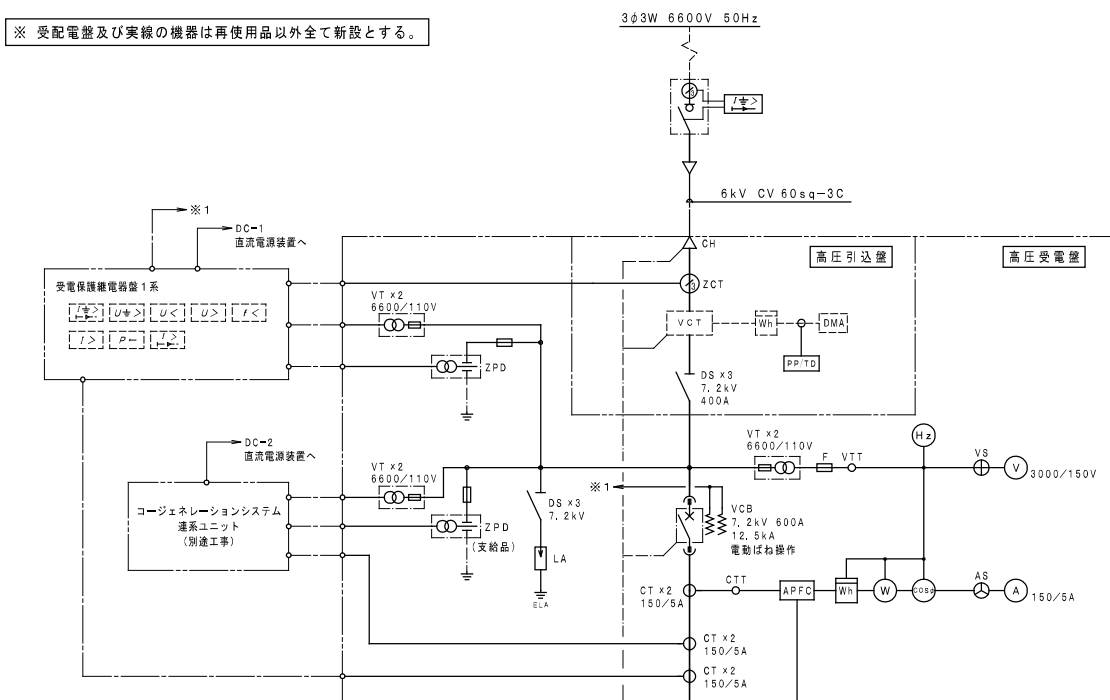 ※ 受配電盤及び実線の機器は再使用品以外全て新設とする。
3φ3W 6600V 50Hz
I⏚>
6kV CV 60sq-3C
※1
DC-1
直流電源装置へ
CH
高圧引込盤
高圧受電盤
受電保護継電器盤1系
I⏚>
U⏚>
U<
U>
f<
I>
P←
I>
VT×2
6600/110V
ZCT
VCT
Wh
DMA
PP/TD
ZPD
DS×3
7.2kV
400A
DC-2
直流電源装置へ
VT×2
6600/110V
VT×2
6600/110V
F
VTT
Hz
VS
V
3000/150V
※1
コージェネレーションシステム
連系ユニット
(別途工事)
ZPD
(支給品)
DS×3
7.2kV
LA
ELA
VCB
7.2kV 600A
12.5kA
電動ばね操作
CT×2
150/5A
CTT
APFC
Wh
W
cosφ
AS
A
150/5A
CT×2
150/5A
CT×2
150/5A